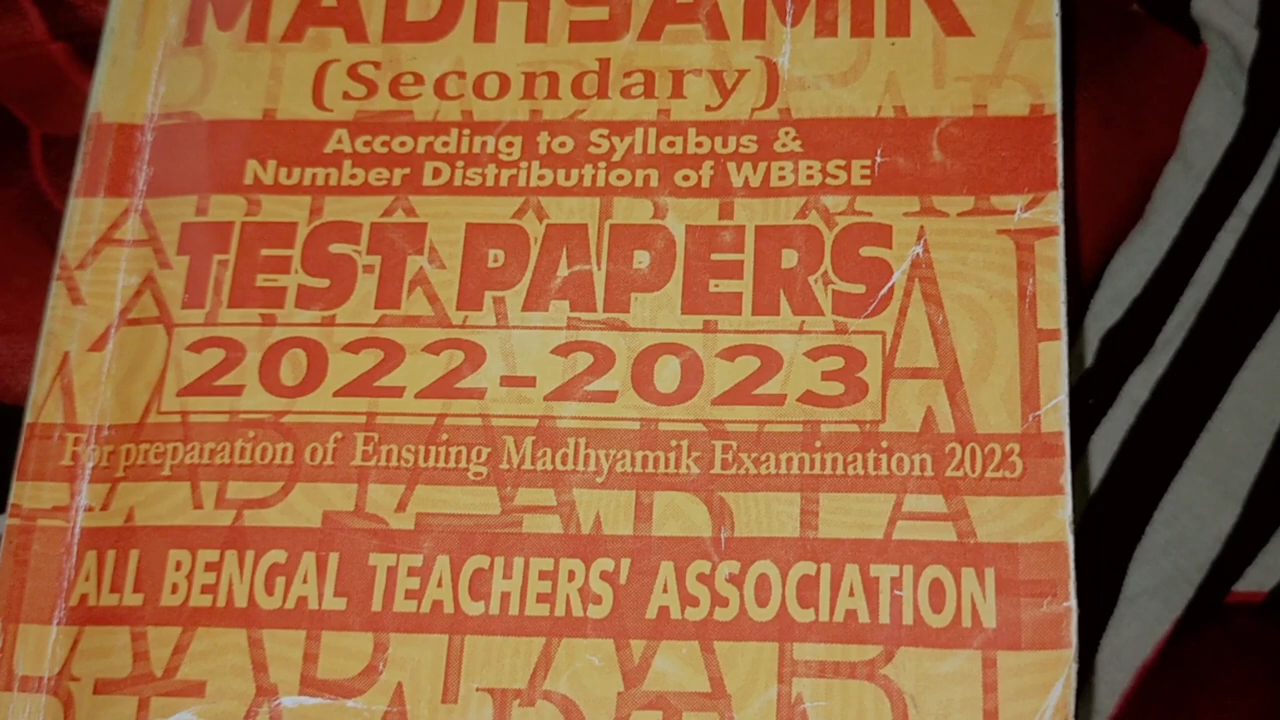 MADHYAMIK
(Secondary)
According to Syllabus &
Number Distribution of WBBSE
TEST PAPERS
2022-2023
For preparation of Ensuing Madhyamik Examination 2023
ALL BENGAL TEACHERS' ASSOCIATION